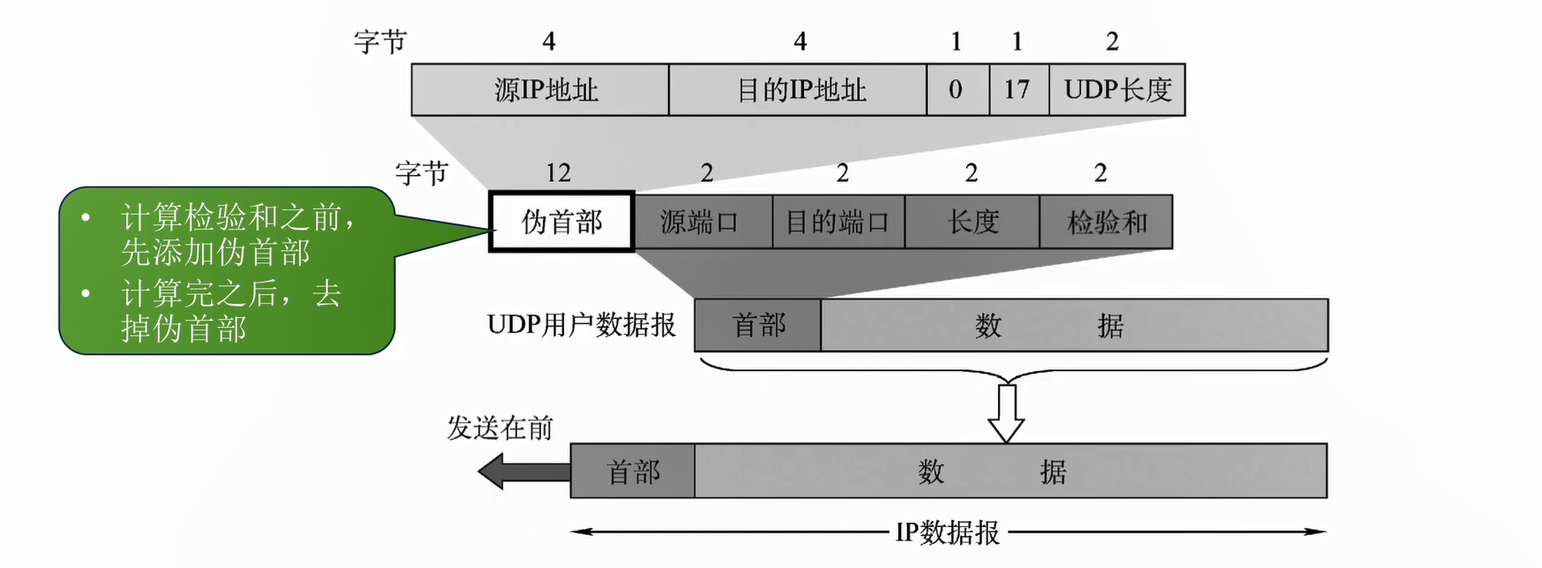 字节 4 4 1 1 2
源IP地址 目的IP地址 0 17 UDP长度
字节 12 2 2 2 2
伪首部 源端口 目的端口 长度 检验和
• 计算检验和之前，
先添加伪首部
• 计算完之后，去
掉伪首部
UDP用户数据报 首部 数 据
发送在前
首部 数 据
IP数据报